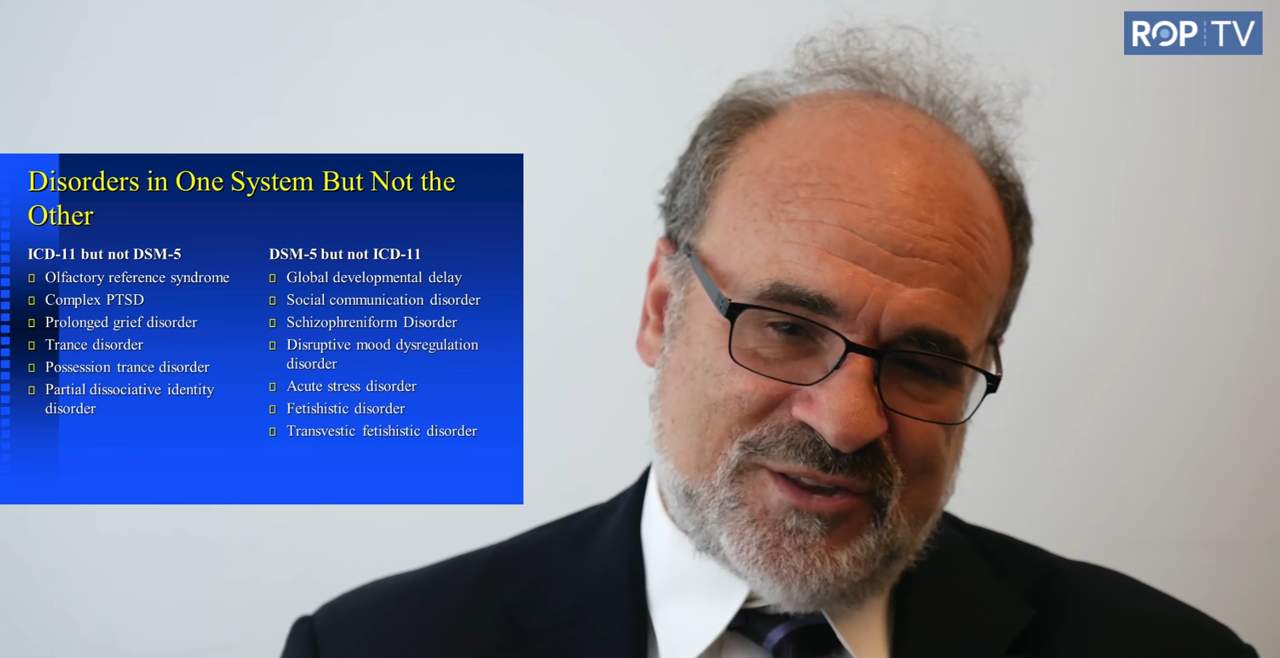 ROP TV
Disorders in One System But Not the
Other
ICD-11 but not DSM-5
Olfactory reference syndrome
Complex PTSD
Prolonged grief disorder
Trance disorder
Possession trance disorder
Partial dissociative identity
disorder
DSM-5 but not ICD-11
Global developmental delay
Social communication disorder
Schizophreniform Disorder
Disruptive mood dysregulation
disorder
Acute stress disorder
Fetishistic disorder
Transvestic fetishistic disorder